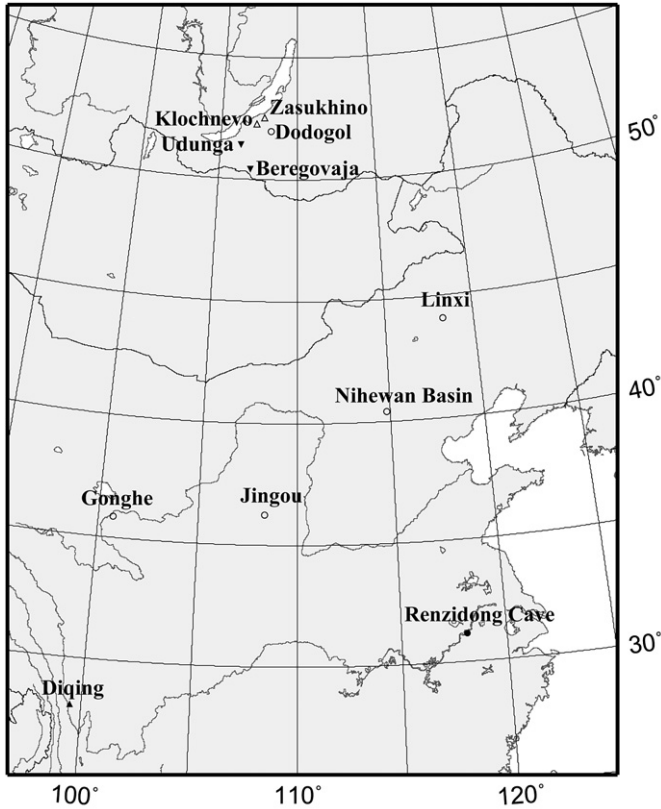 Zasukhino
Klochnevo
50°
Dodogol
Udunga
Beregovaja
Linxi
40°
Nihewan Basin
Gonghe
Jingou
Renzidong Cave
30°
Diqing
100°
110°
120°